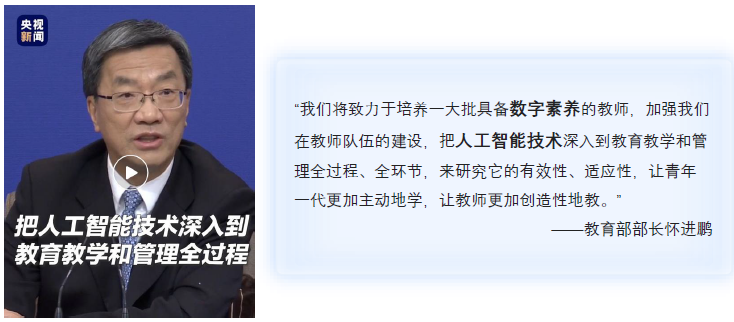 央视
新闻
把人工智能技术深入到
教育教学和管理全过程
“我们将致力于培养一大批具备数字素养的教师，加强我们
在教师队伍的建设，把人工智能技术深入到教育教学和管
理全过程、全环节，来研究它的有效性、适应性，让青年
一代更加主动地学，让教师更加创造性地教。”
——教育部部长怀进鹏